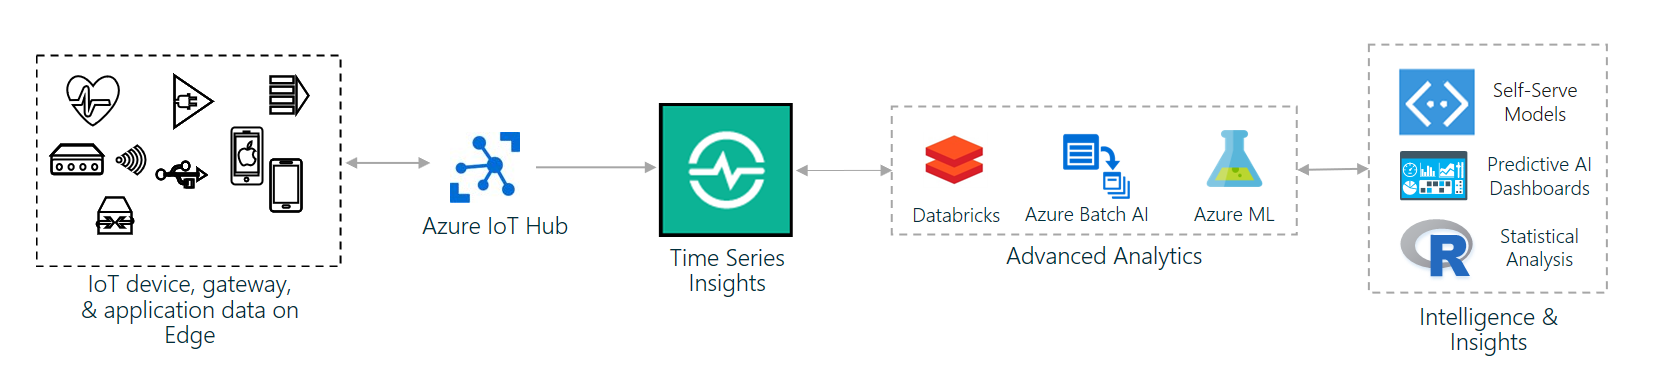 IoT device, gateway,
& application data on
Edge
Azure IoT Hub
Time Series
Insights
Databricks
Azure Batch AI
Azure ML
Advanced Analytics
Self-Serve
Models
Predictive AI
Dashboards
R
Statistical
Analysis
Intelligence &
Insights